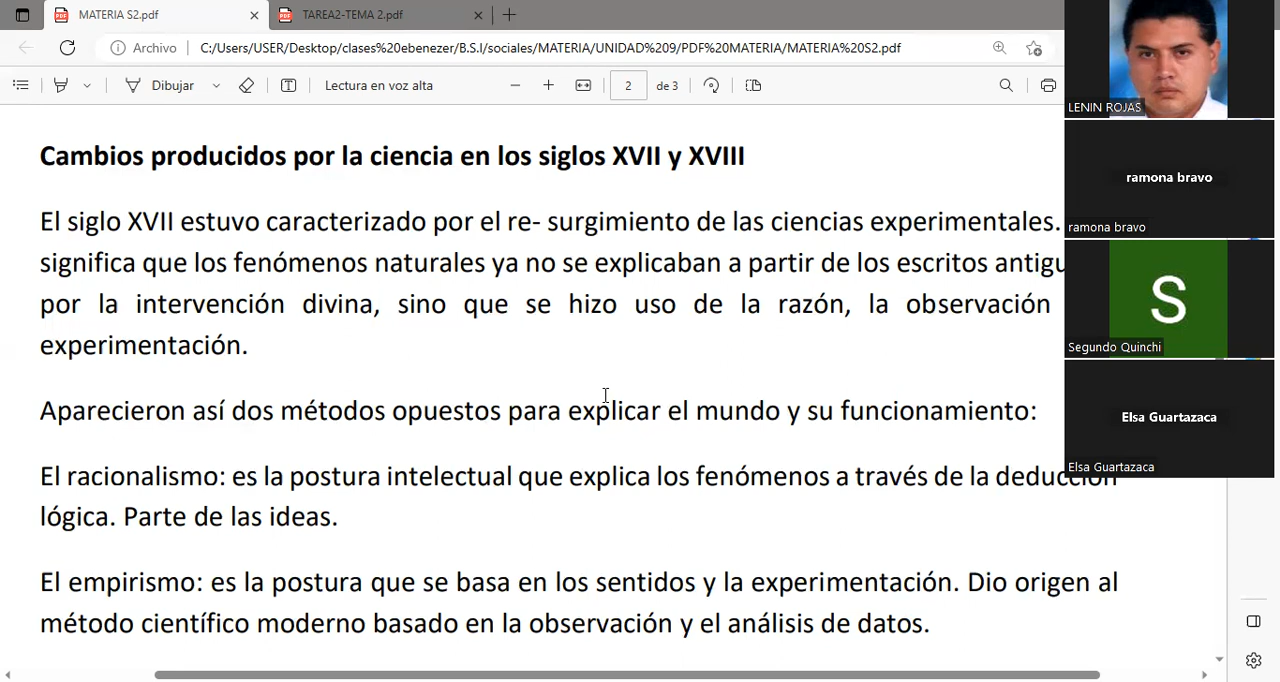 MATERIA S2.pdf
TAREA2-TEMA 2.pdf
Archivo
C:/Users/USER/Desktop/clases%20ebenezer/B.S.I/sociales/MATERIA/UNIDAD%209/PDF%20MATERIA/MATERIA%20S2.pdf
Dibujar
Lectura en voz alta
2
de 3
Cambios producidos por la ciencia en los siglos XVII y XVIII
El siglo XVII estuvo caracterizado por el re- surgimiento de las ciencias experimentales.
significa que los fenómenos naturales ya no se explicaban a partir de los escritos
por la intervención divina, sino que se hizo uso de la razón, la observación
experimentación.
Aparecieron así dos métodos opuestos para explicar el mundo y su funcionamiento:
El racionalismo: es la postura intelectual que explica los fenómenos a través de la deducción
lógica. Parte de las ideas.
El empirismo: es la postura que se basa en los sentidos y la experimentación. Dio origen al
método científico moderno basado en la observación y el análisis de datos.
LENIN ROJAS
ramona bravo
ramona bravo
S
Segundo Quinchi
Elsa Guartazaca
Elsa Guartazaca